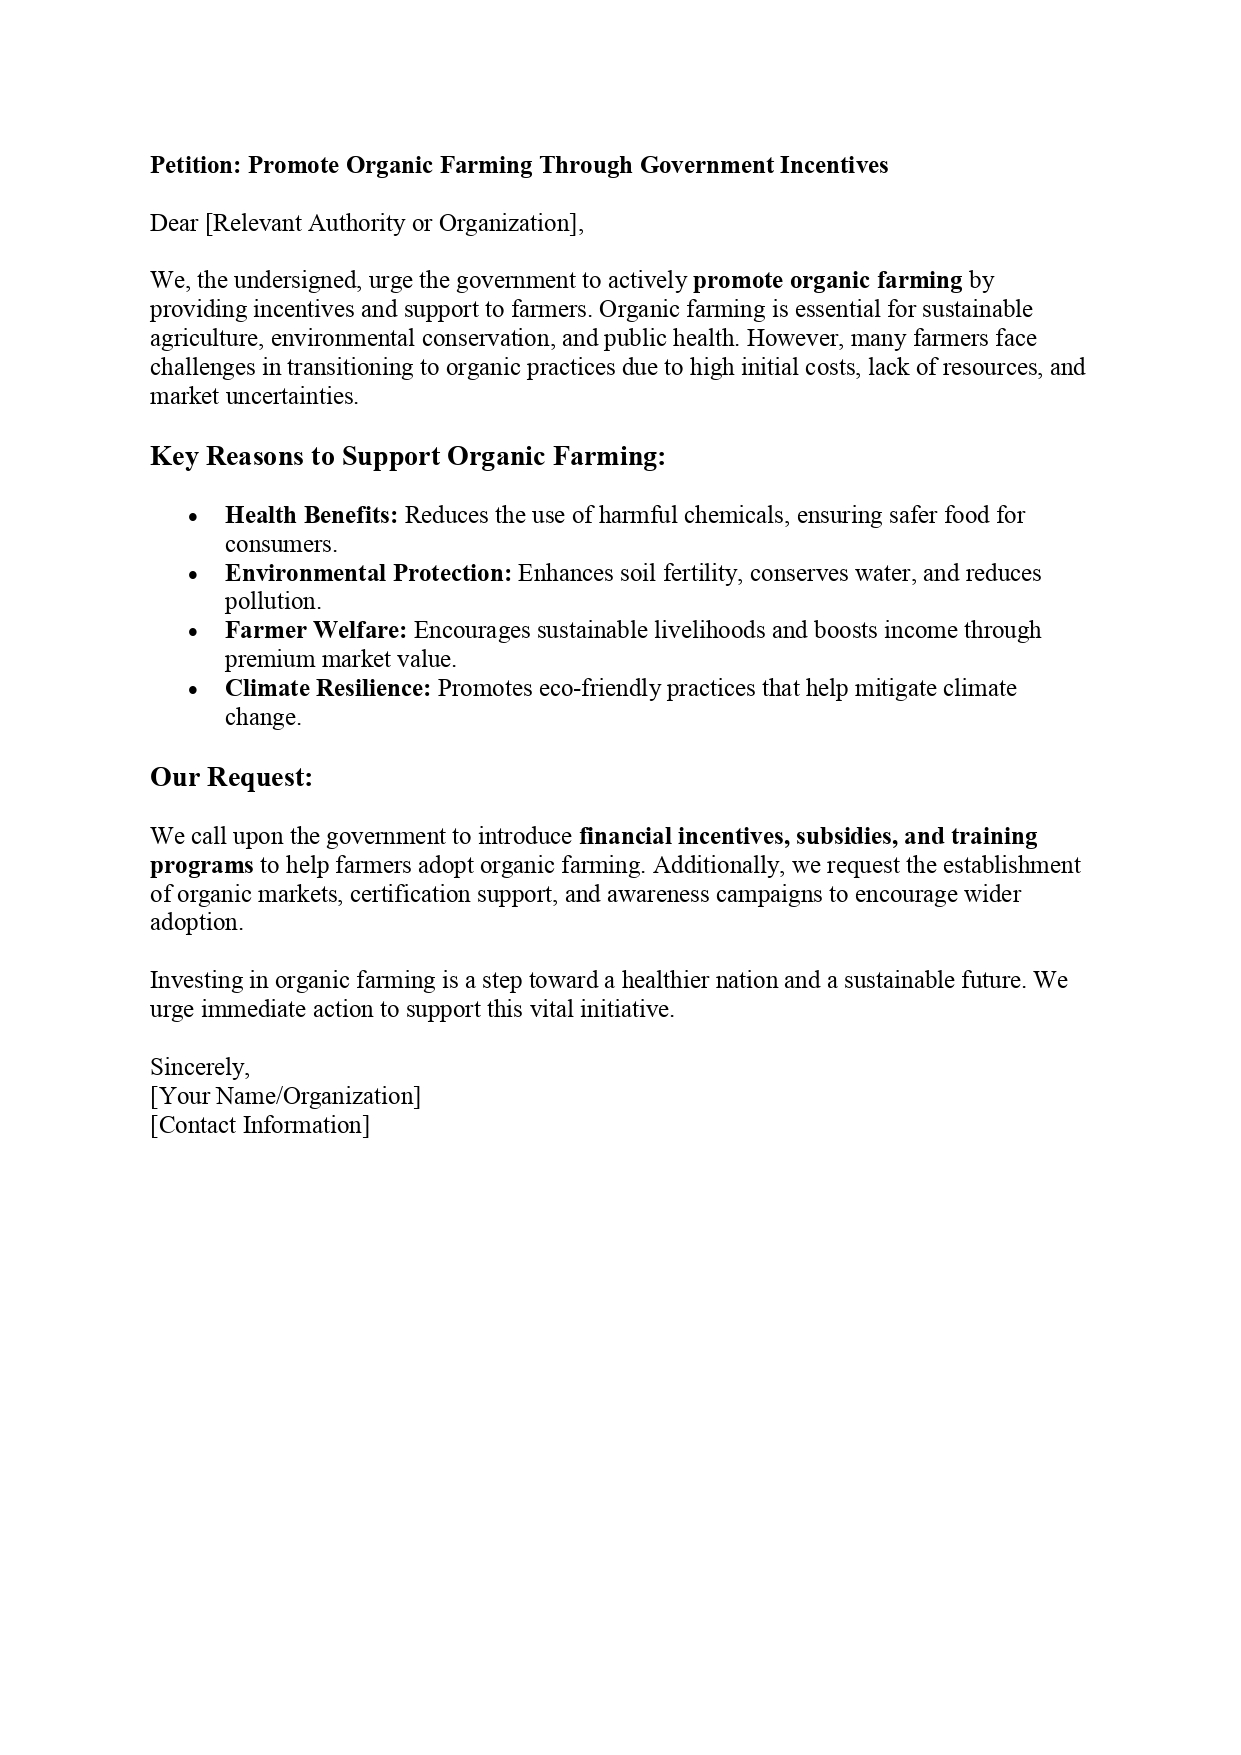 Petition: Promote Organic Farming Through Government Incentives
Dear [Relevant Authority or Organization],
We, the undersigned, urge the government to actively promote organic farming by
providing incentives and support to farmers. Organic farming is essential for sustainable
agriculture, environmental conservation, and public health. However, many farmers face
challenges in transitioning to organic practices due to high initial costs, lack of resources, and
market uncertainties.
Key Reasons to Support Organic Farming:
• Health Benefits: Reduces the use of harmful chemicals, ensuring safer food for
consumers.
• Environmental Protection: Enhances soil fertility, conserves water, and reduces
pollution.
• Farmer Welfare: Encourages sustainable livelihoods and boosts income through
premium market value.
• Climate Resilience: Promotes eco-friendly practices that help mitigate climate
change.
Our Request:
We call upon the government to introduce financial incentives, subsidies, and training
programs to help farmers adopt organic farming. Additionally, we request the establishment
of organic markets, certification support, and awareness campaigns to encourage wider
adoption.
Investing in organic farming is a step toward a healthier nation and a sustainable future. We
urge immediate action to support this vital initiative.
Sincerely,
[Your Name/Organization]
[Contact Information]